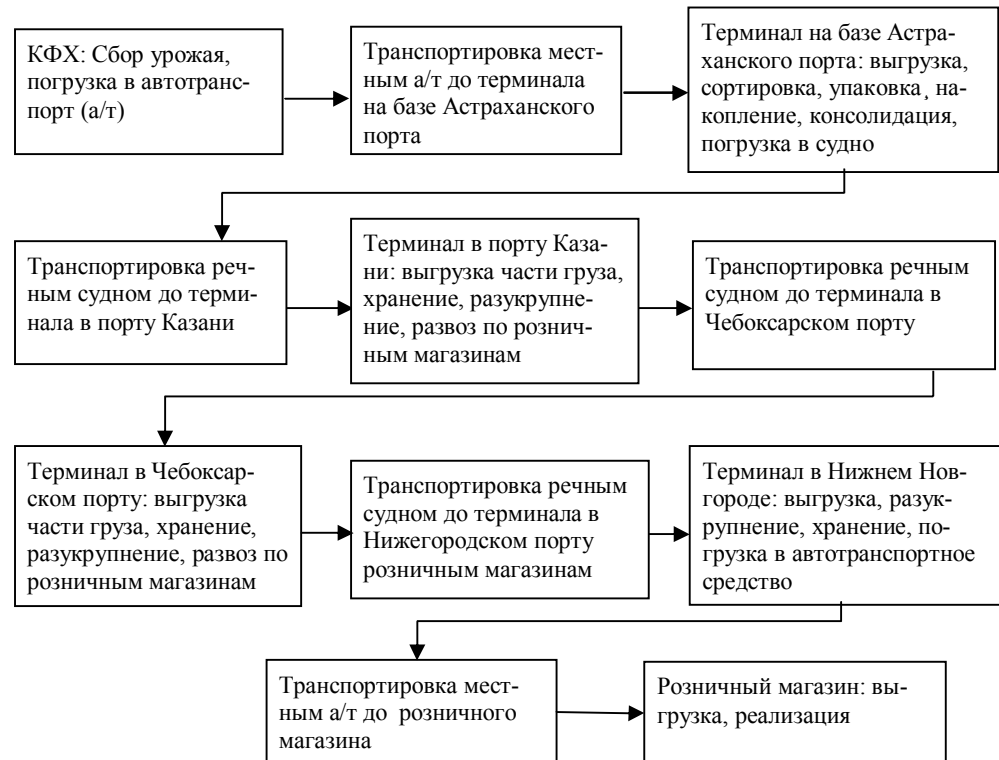 КФХ: Сбор урожая,
погрузка в автотранс-
порт (а/т)
Транспортировка мест-
ным а/т до терминала
на базе Астраханского
порта
Терминал на базе Астра-
ханского порта: выгрузка,
сортировка, упаковка¸ на-
копление, консолидация,
погрузка в судно
Транспортировка реч-
ным судном до терми-
нала в порту Казани
Терминал в порту Каза-
ни: выгрузка части груза,
хранение, разукрупне-
ние, развоз по рознич-
ным магазинам
Транспортировка речным
судном до терминала в
Чебоксарском порту
Терминал в Чебоксар-
ском порту: выгрузка
части груза, хранение,
разукрупнение, развоз по
розничным магазинам
Транспортировка речным
судном до терминала в
Нижегородском порту
розничным магазинам
Терминал в Нижнем Нов-
городе: выгрузка, разук-
крупнение, хранение, по-
грузка в автотранспортное
средство
Транспортировка мест-
ным а/т до розничного
магазина
Розничный магазин: вы-
грузка, реализация